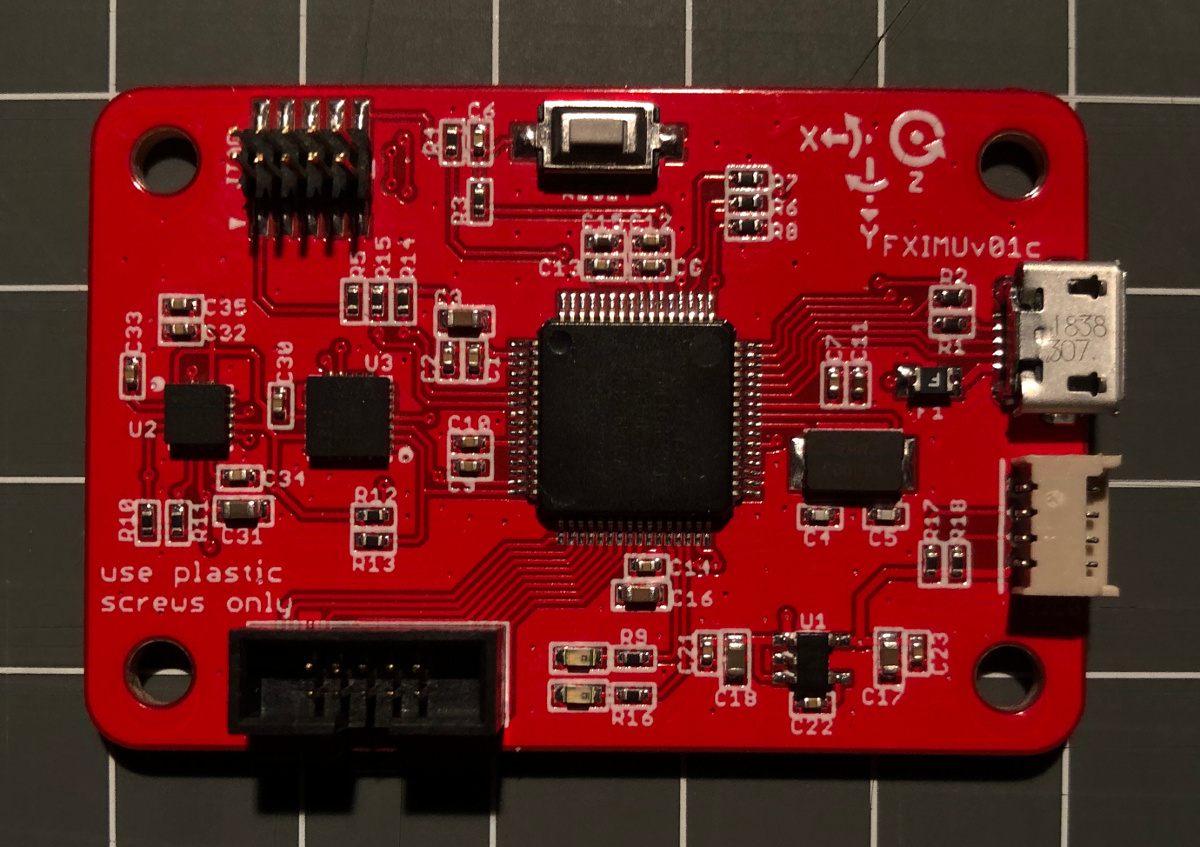 C6
R4
R3
X
Z
Y
FXIMUv01c
R7
R6
R8
C13
R5
R15
R14
R2
R1
1838
307.
C35
C32
C33
C30
U3
U2
C7
C11
F
F1
C10
C34
C31
R10
R11
R12
R13
C4
C5
R17
R18
use plastic
screws only
C14
C16
R9
R16
C21
C18
U1
C22
C17
C23